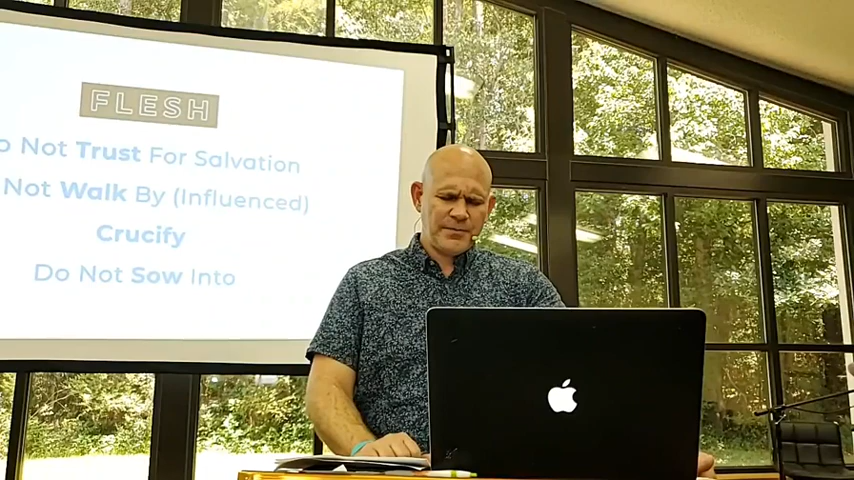 FLESH
o Not Trust For Salvation
Not Walk By (Influenced)
Crucify
Do Not Sow Into